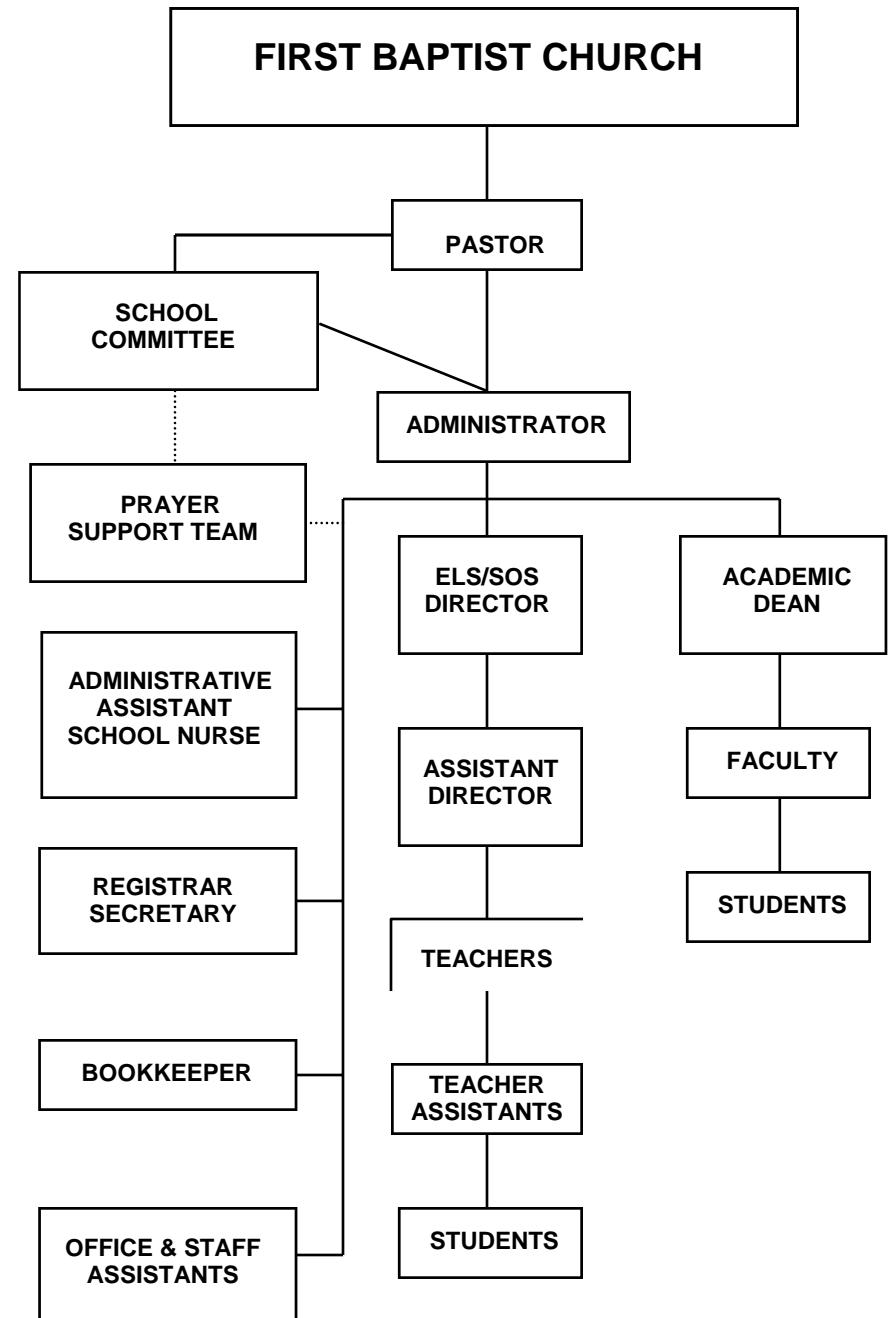 FIRST BAPTIST CHURCH
PASTOR
SCHOOL
COMMITTEE
ADMINISTRATOR
PRAYER
SUPPORT TEAM
ELS/SOS
DIRECTOR
ACADEMIC
DEAN
ADMINISTRATIVE
ASSISTANT
SCHOOL NURSE
ASSISTANT
DIRECTOR
FACULTY
REGISTRAR
SECRETARY
STUDENTS
TEACHERS
BOOKKEEPER
TEACHER
ASSISTANTS
OFFICE & STAFF
ASSISTANTS
STUDENTS